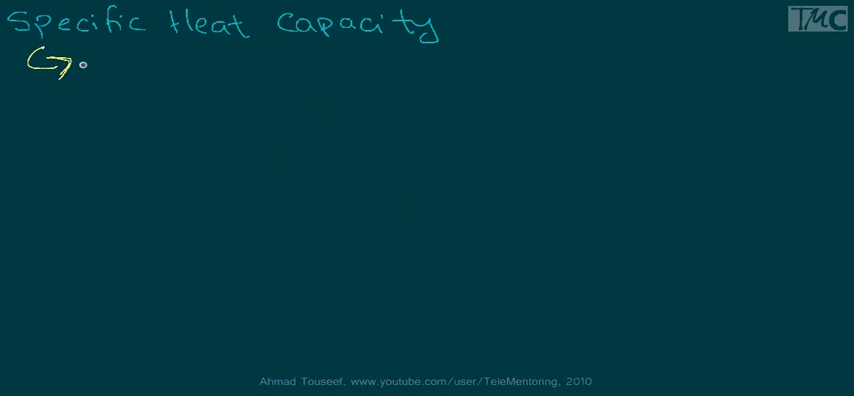 Specific Heat Capacity
TMC
Ahmad Touseef, www.youtube.com/user/TeleMentoring, 2010